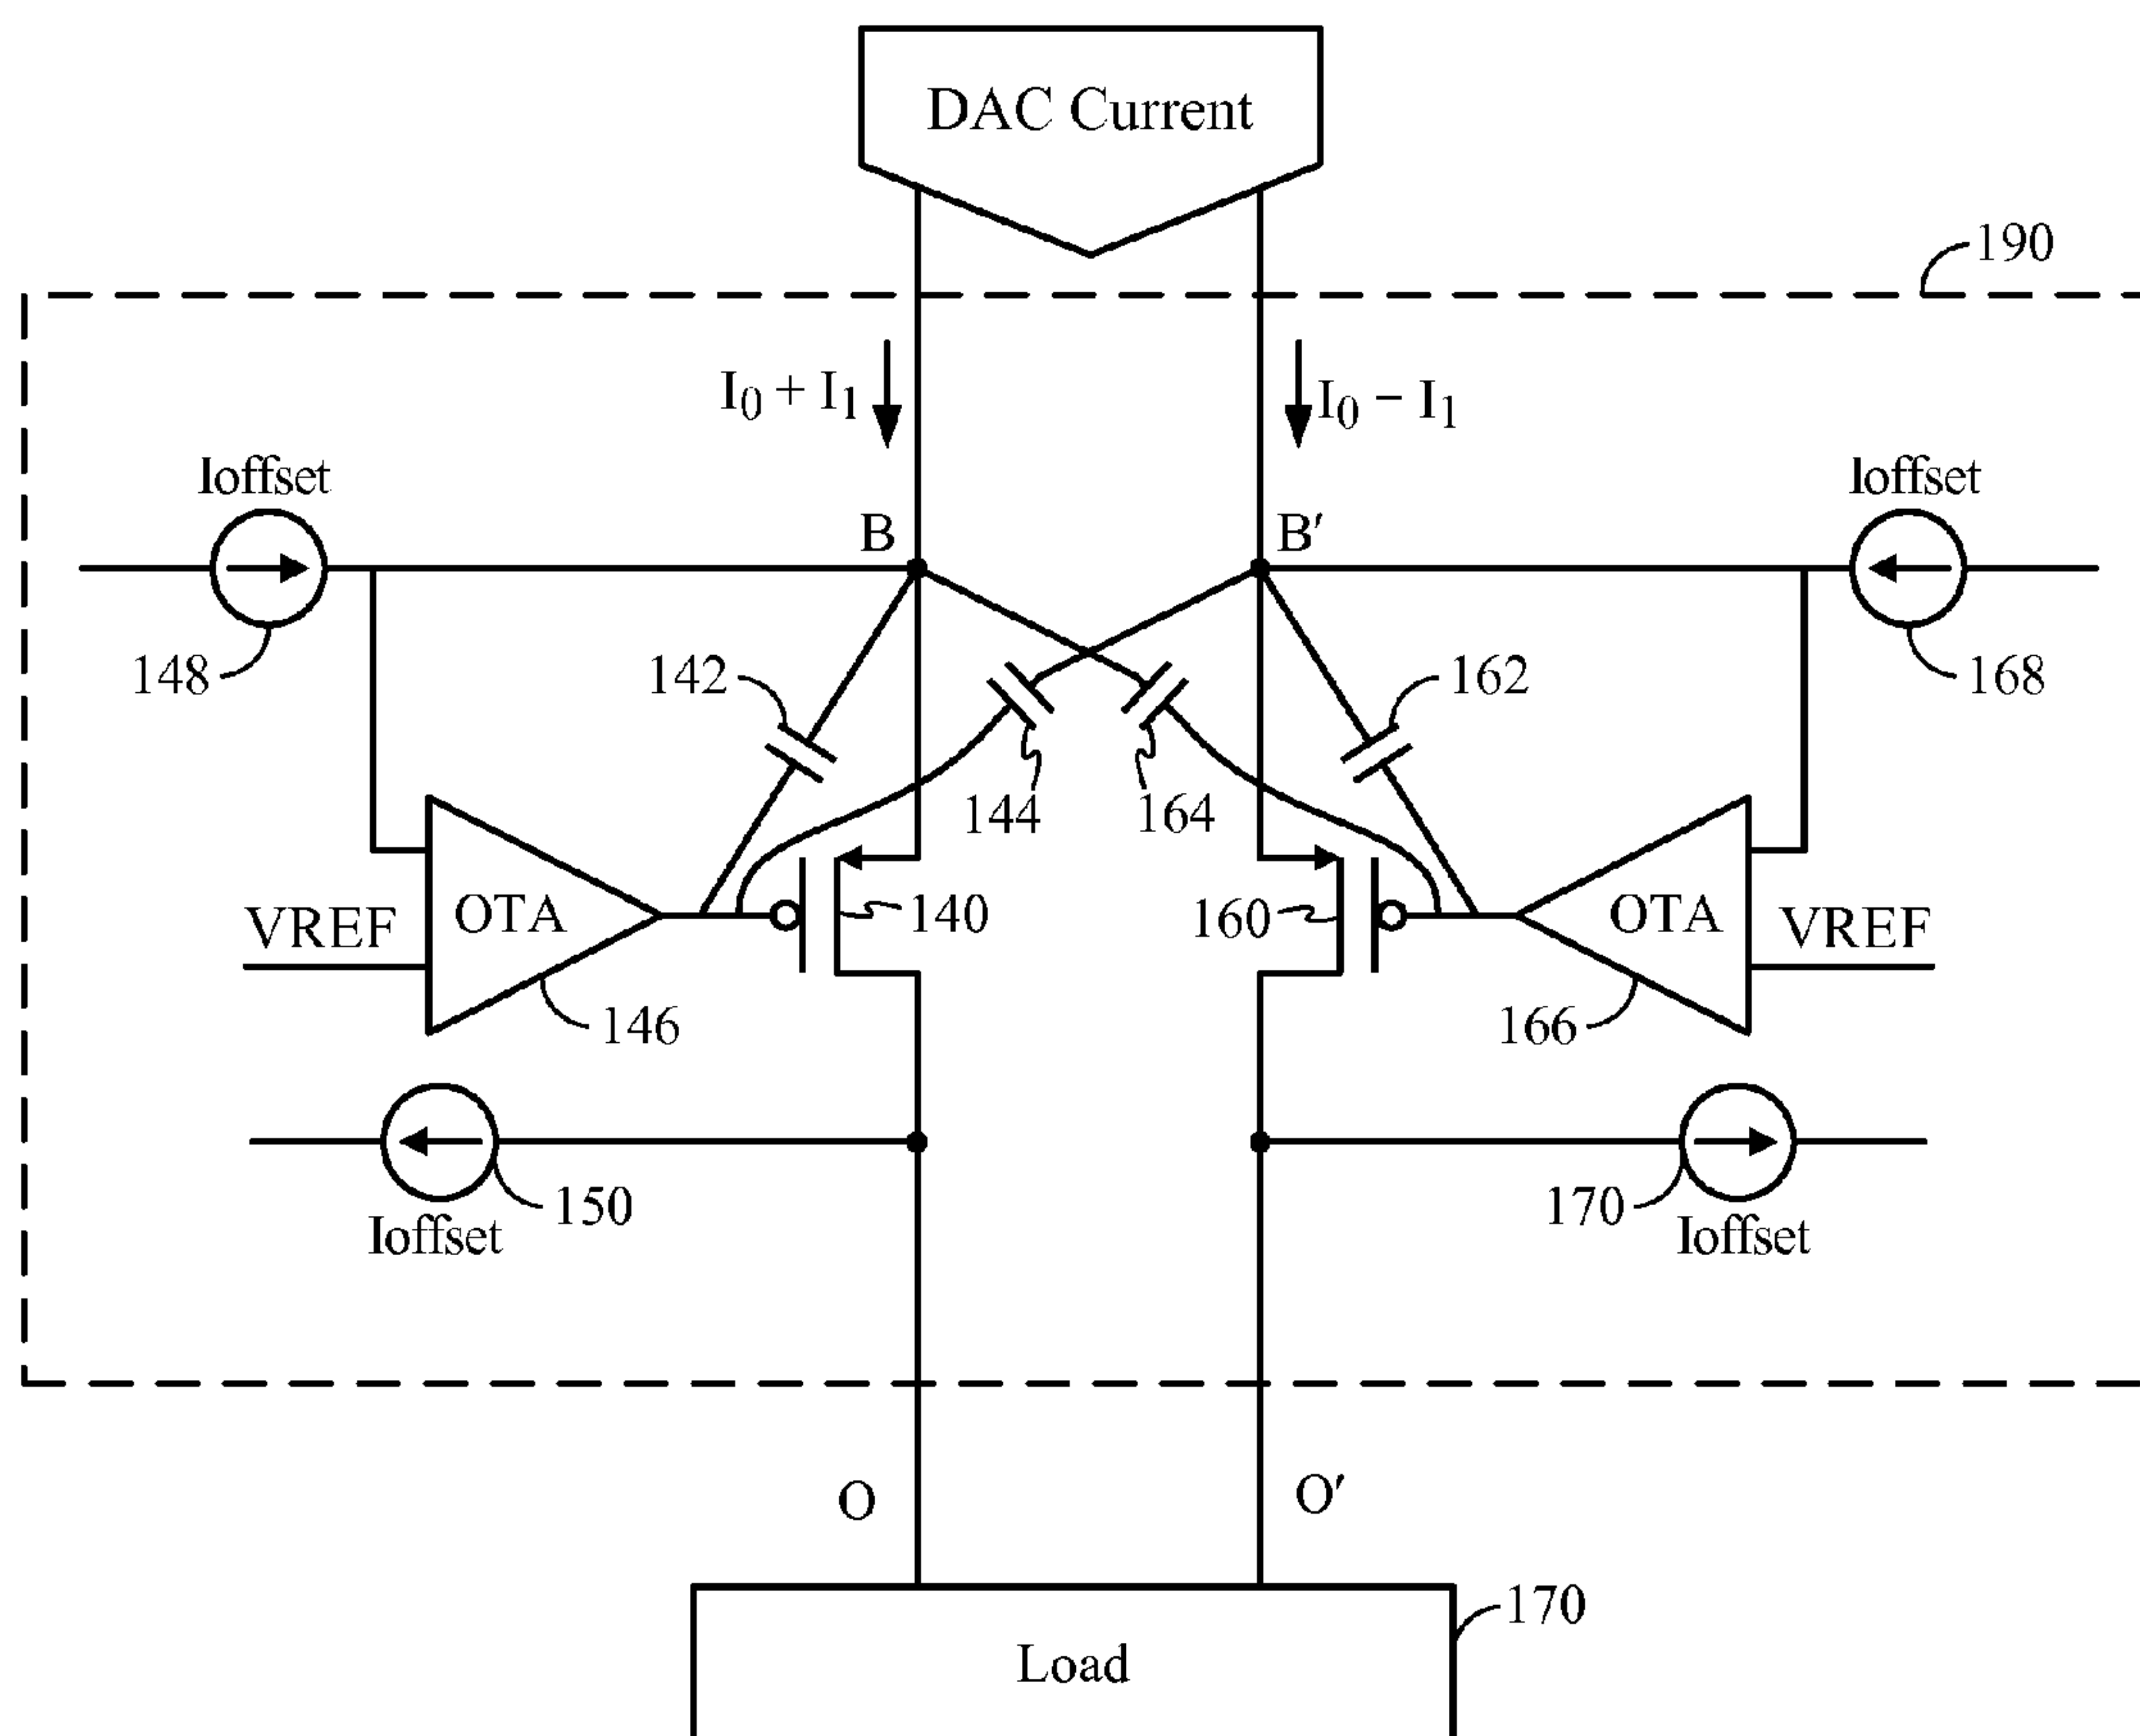 DAC Current
190
I₀ + I₁
I₀ − I₁
Ioffset
Ioffset
B
B′
148
142
162
168
144
164
OTA
140
160
OTA
VREF
VREF
146
166
150
170
Ioffset
Ioffset
O
O′
170
Load